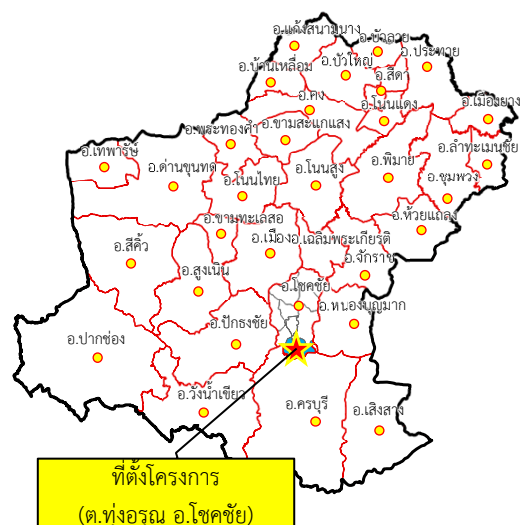 อ.แก้งสนามนาง
อ.บัวลาย
อ.บัวใหญ่
อ.ประทาย
อ.บ้านเหลื่อม
อ.สีดา
อ.คง
อ.โนนแดง
อ.เมืองยาง
อ.พระทองคำ
อ.ขามสะแกแสง
อ.ลำทะเมนชัย
อ.เทพารักษ์
อ.ด่านขุนทด
อ.โนนสูง
อ.พิมาย
อ.โนนไทย
อ.ชุมพวง
อ.ขามทะเลสอ
อ.ห้วยแถลง
อ.เมือง
อ.เฉลิมพระเกียรติ
อ.สีคิ้ว
อ.จักราช
อ.สูงเนิน
อ.โชคชัย
อ.หนองบุญมาก
อ.ปักธงชัย
อ.ปากช่อง
อ.วังน้ำเขียว
อ.ครบุรี
อ.เสิงสาง
ที่ตั้งโครงการ
(ต.ท่งอรุณ อ.โชคชัย)